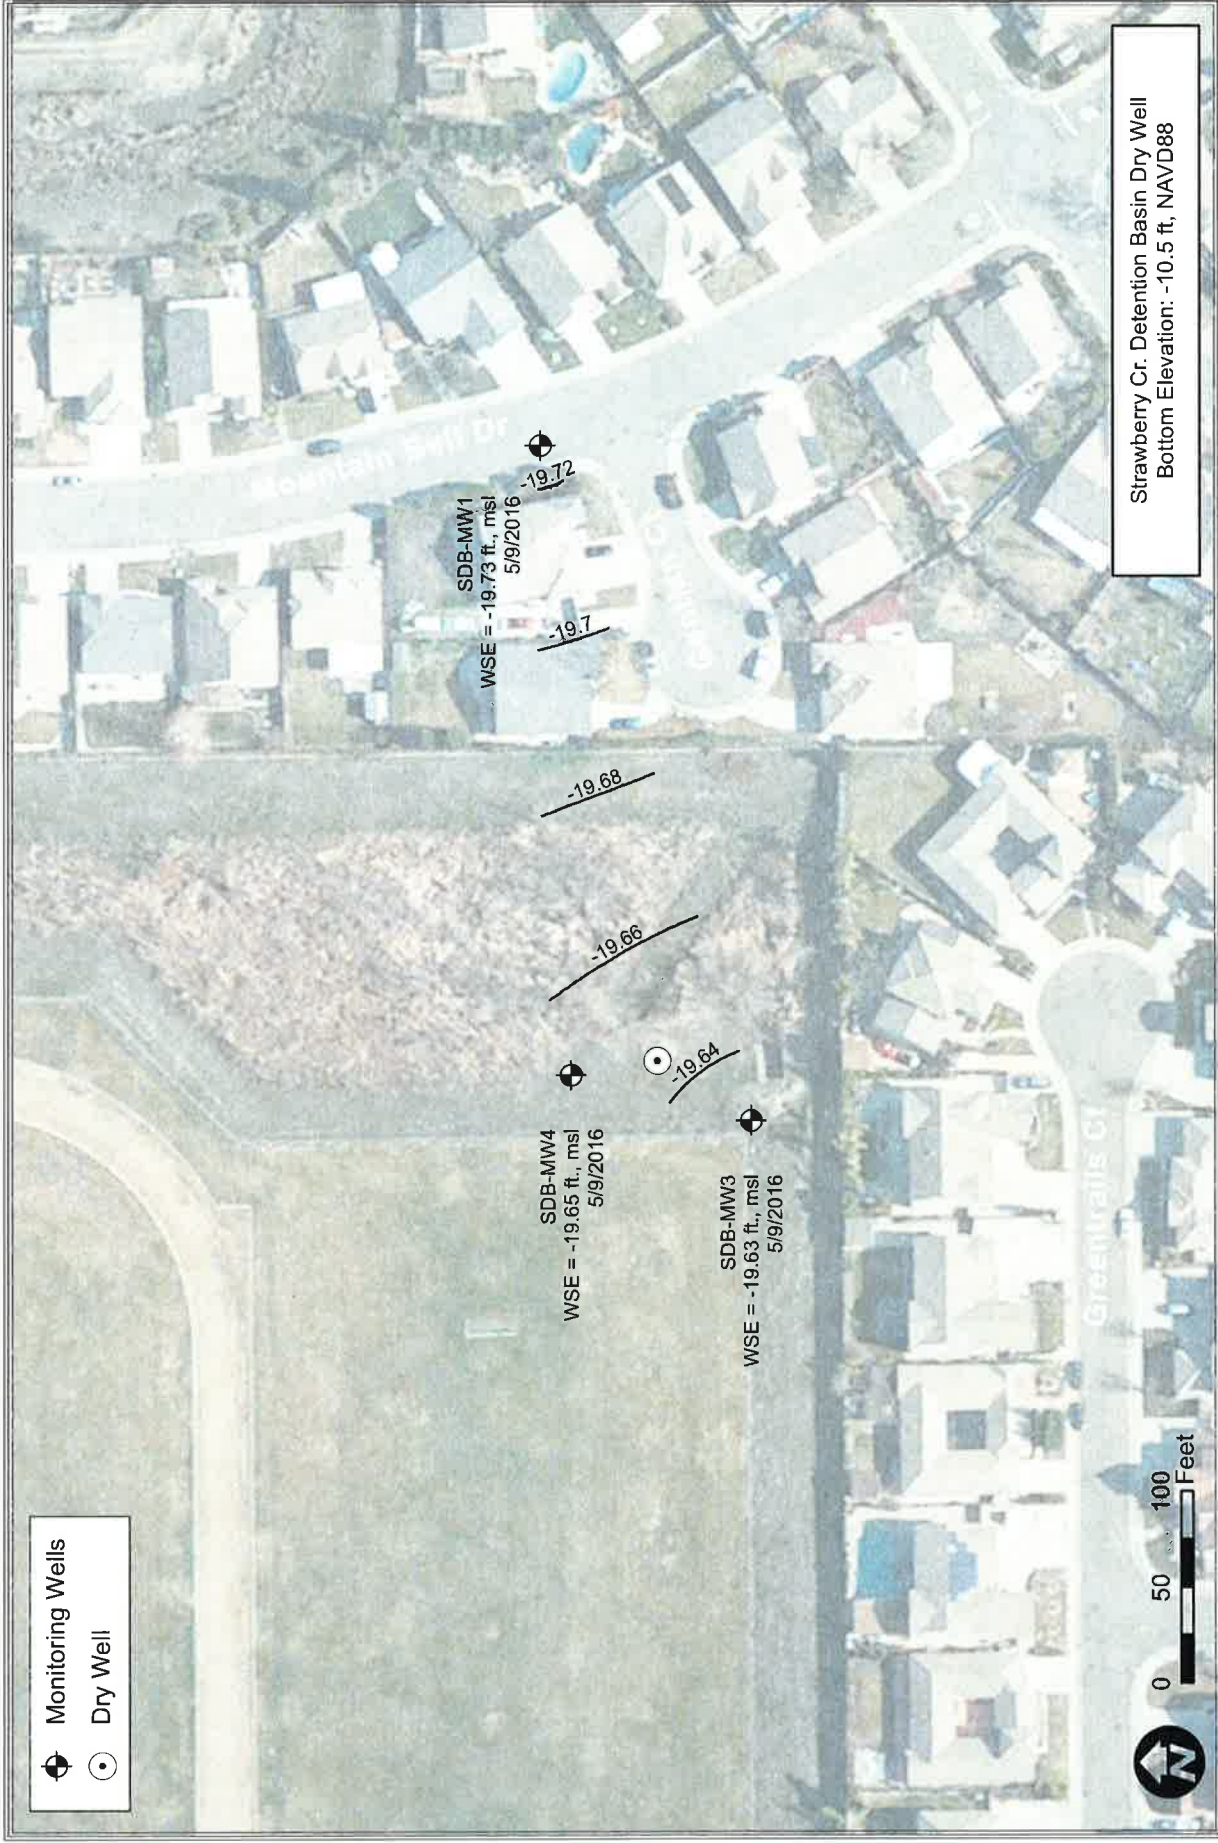 Monitoring Wells
Dry Well
SDB-MW1
WSE = -19.73 ft., msl
5/9/2016
-19.72
-19.7
-19.68
-19.66
-19.64
SDB-MW4
WSE = -19.65 ft., msl
5/9/2016
SDB-MW3
WSE = -19.63 ft., msl
5/9/2016
Greentrails Ct
0 50 100
Feet
N
Strawberry Cr. Detention Basin Dry Well
Bottom Elevation: -10.5 ft, NAVD88